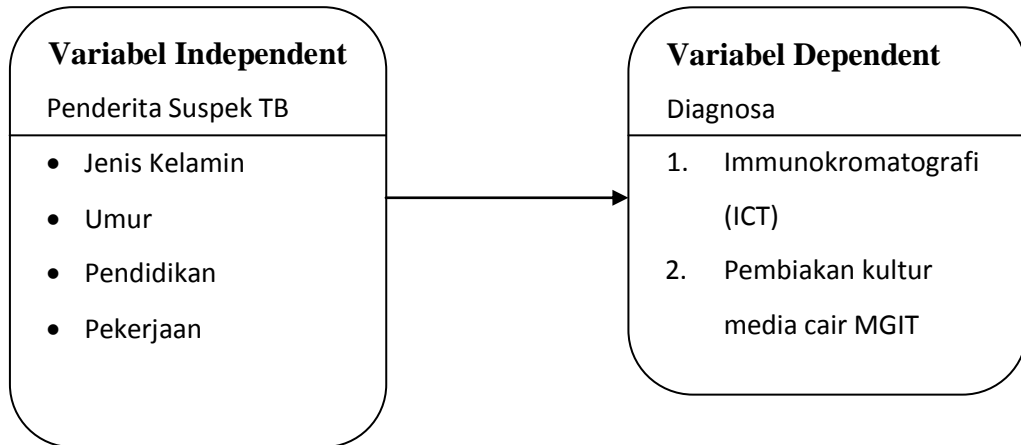 Variabel Independent
Penderita Suspek TB
• Jenis Kelamin
• Umur
• Pendidikan
• Pekerjaan
Variabel Dependent
Diagnosa
1. Immunokromatografi
(ICT)
2. Pembiakan kultur
media cair MGIT